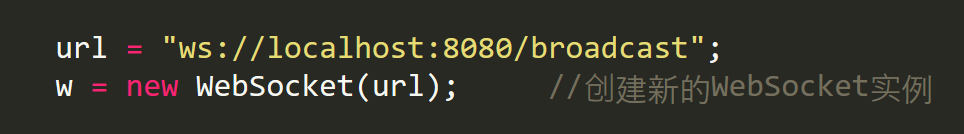 url = "ws://localhost:8080/broadcast";
w = new WebSocket(url);     //创建新的WebSocket实例